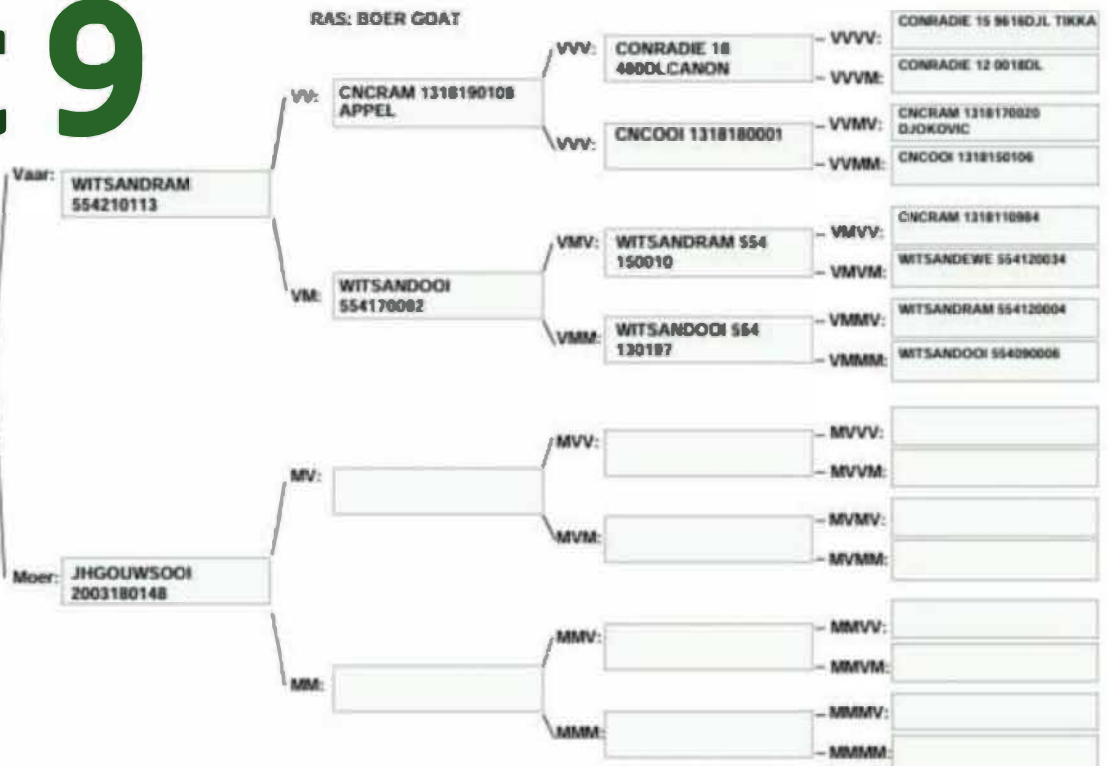 9
RAS: BOER GOAT
Vaar:
WITSANDRAM
554210113
VV:
CNCRAM 1318190108
APPEL
VM:
WITSANDOOI
554170082
VVV:
CONRADIE 18
480DLCANON
VVV:
CNCOOI 1318180001
VMV:
WITSANDRAM 554
150010
VMM:
WITSANDOOI 554
130197
VVVV:
CONRADIE 15 9616DJL TIKKA
VVVM:
CONRADIE 12 0018DL
VVMV:
CNCRAM 1318170020
DJOKOVIC
VVMM:
CNCOOI 1318150106
VMVV:
CNCRAM 1318110984
VMVM:
WITSANDEWE 554120034
VMMV:
WITSANDRAM 554120004
VMMM:
WITSANDOOI 554090006
Moer:
JHGOUWSOOI
2003180148
MV:
MM:
MVV:
MVM:
MMV:
MMM:
MVVV:
MVVM:
MVMV:
MVMM:
MMVV:
MMVM:
MMMV:
MMMM: